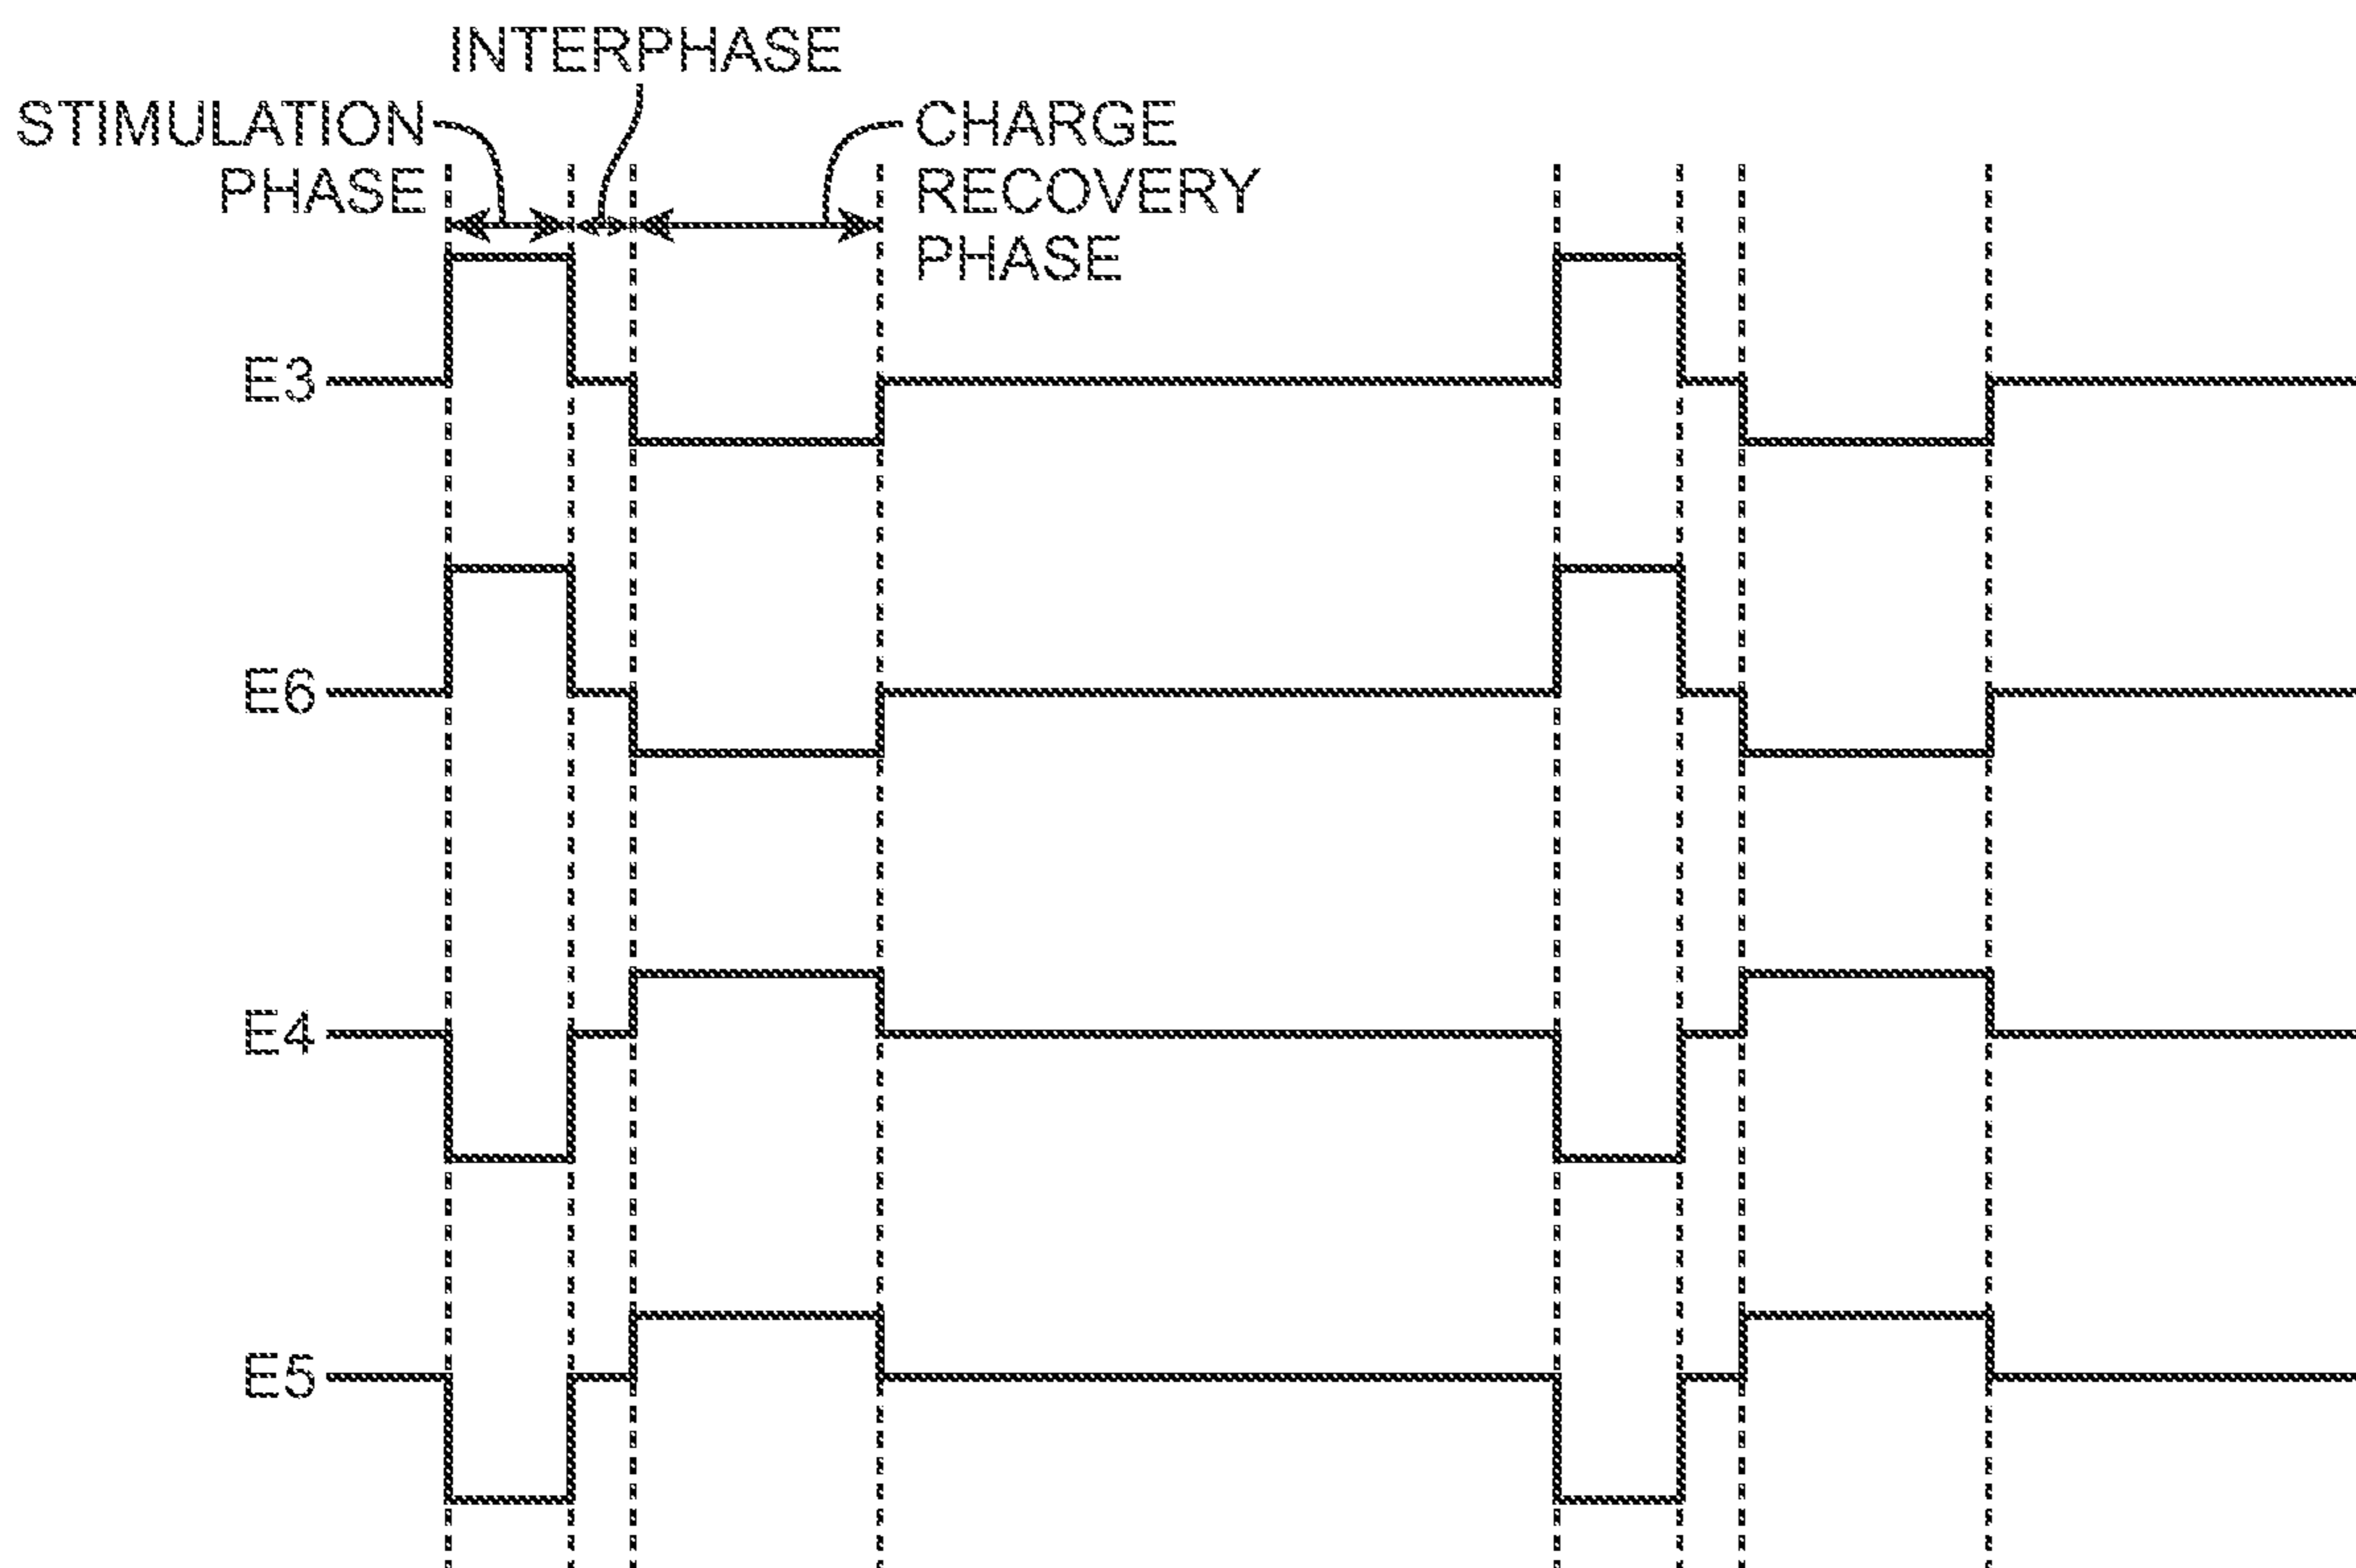 INTERPHASE
STIMULATION
PHASE
CHARGE
RECOVERY
PHASE
E3
E6
E4
E5